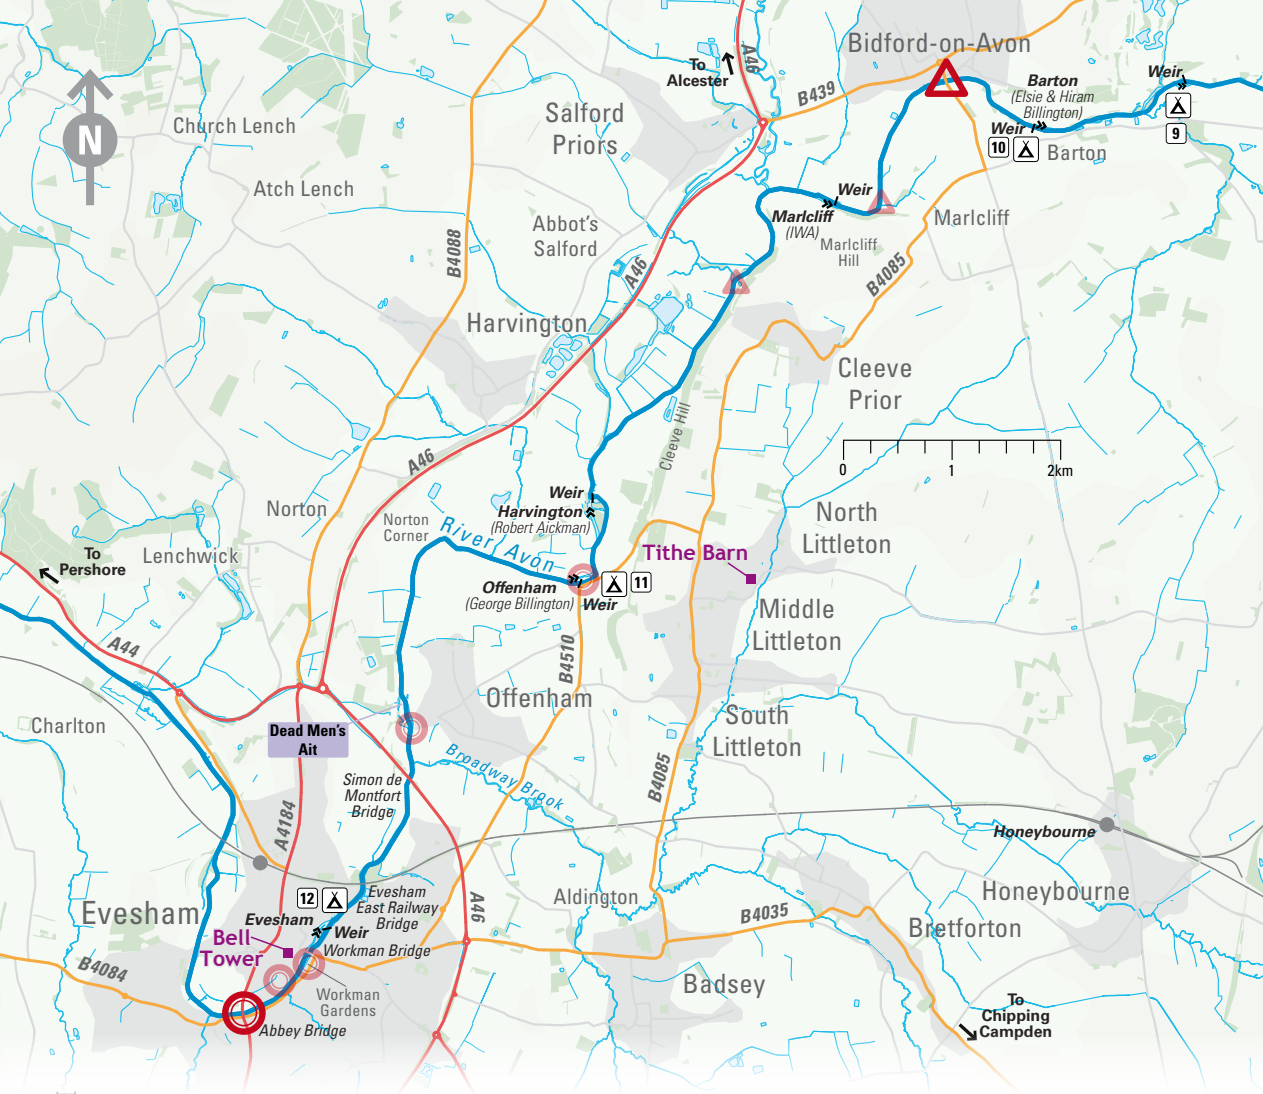 Bidford-on-Avon
A46
To
Alcester
B439
Barton
(Elsie & Hiram
Billington)
Weir
9
Weir
10
Barton
Salford
Priors
Church Lench
N
Atch Lench
Weir
Marlcliff
(IWA)
Marlcliff
Hill
Marlcliff
Abbot's
Salford
B4088
A46
B4085
Harvington
Cleeve
Prior
Cleeve Hill
0
1
2km
A46
Weir
Harvington
(Robert Aickman)
Norton
Norton
Corner
River Avon
North
Littleton
Tithe Barn
To
Pershore
Lenchwick
Offenham
(George Billington)
Weir
11
Middle
Littleton
A44
B4510
Offenham
Charlton
Dead Men's
Ait
South
Littleton
Simon de
Montfort
Bridge
Broadway Brook
B4085
A4184
Honeybourne
Honeybourne
12
Evesham
East Railway
Bridge
Aldington
A46
Evesham
Evesham
Weir
Workman Bridge
Bell
Tower
B4035
Bretforton
B4084
Workman
Gardens
Badsey
Abbey Bridge
To
Chipping
Campden